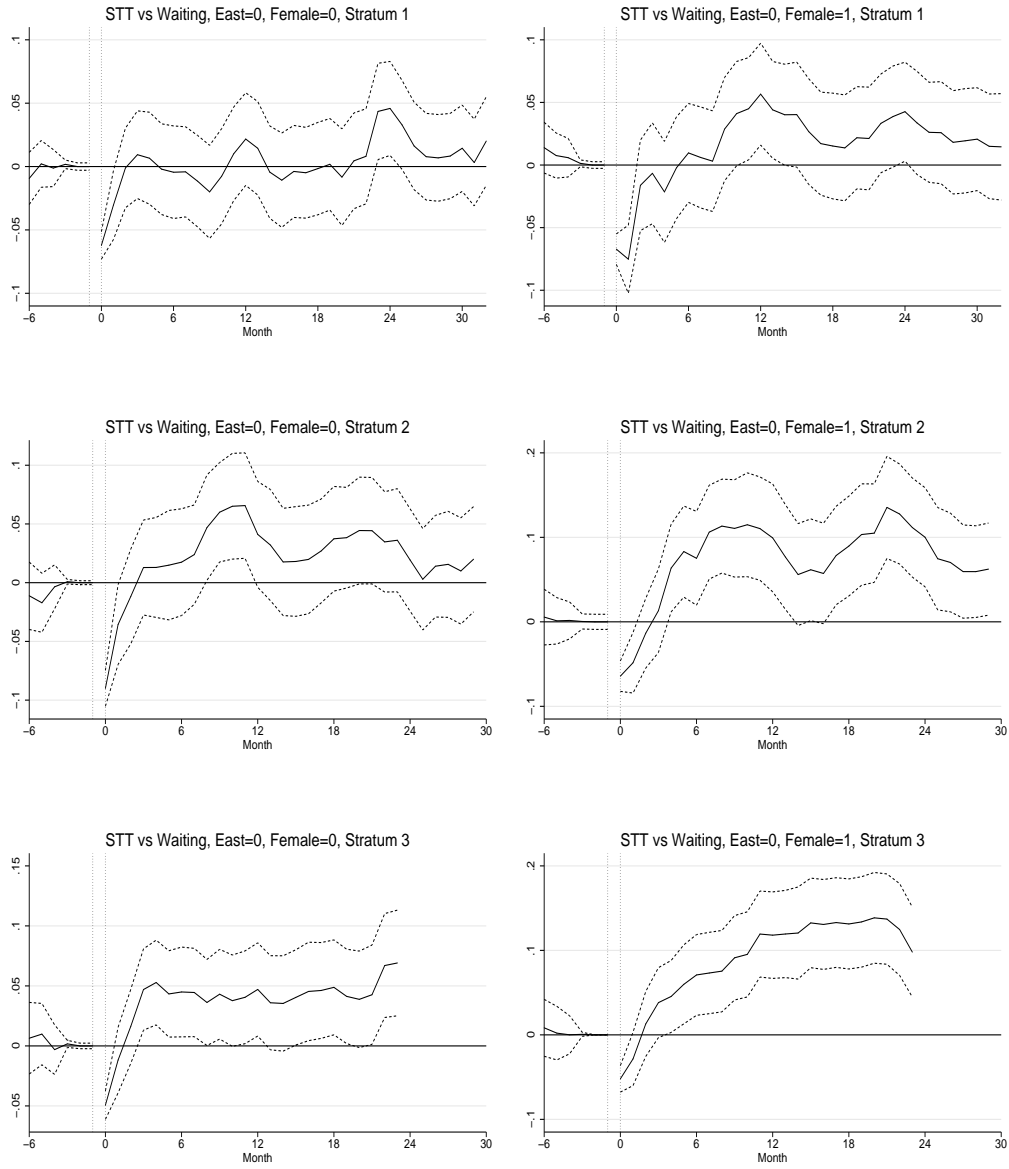 STT vs Waiting, East=0, Female=0, Stratum 1
.1
.05
0
−.05
−.1
−6 0 6 12 18 24 30
Month
STT vs Waiting, East=0, Female=1, Stratum 1
.1
.05
0
−.05
−.1
−6 0 6 12 18 24 30
Month
STT vs Waiting, East=0, Female=0, Stratum 2
.1
.05
0
−.05
−.1
−6 0 6 12 18 24 30
Month
STT vs Waiting, East=0, Female=1, Stratum 2
.2
.1
0
−.1
−6 0 6 12 18 24 30
Month
STT vs Waiting, East=0, Female=0, Stratum 3
.15
.1
.05
0
−.05
−6 0 6 12 18 24 30
Month
STT vs Waiting, East=0, Female=1, Stratum 3
.2
.1
0
−.1
−6 0 6 12 18 24 30
Month